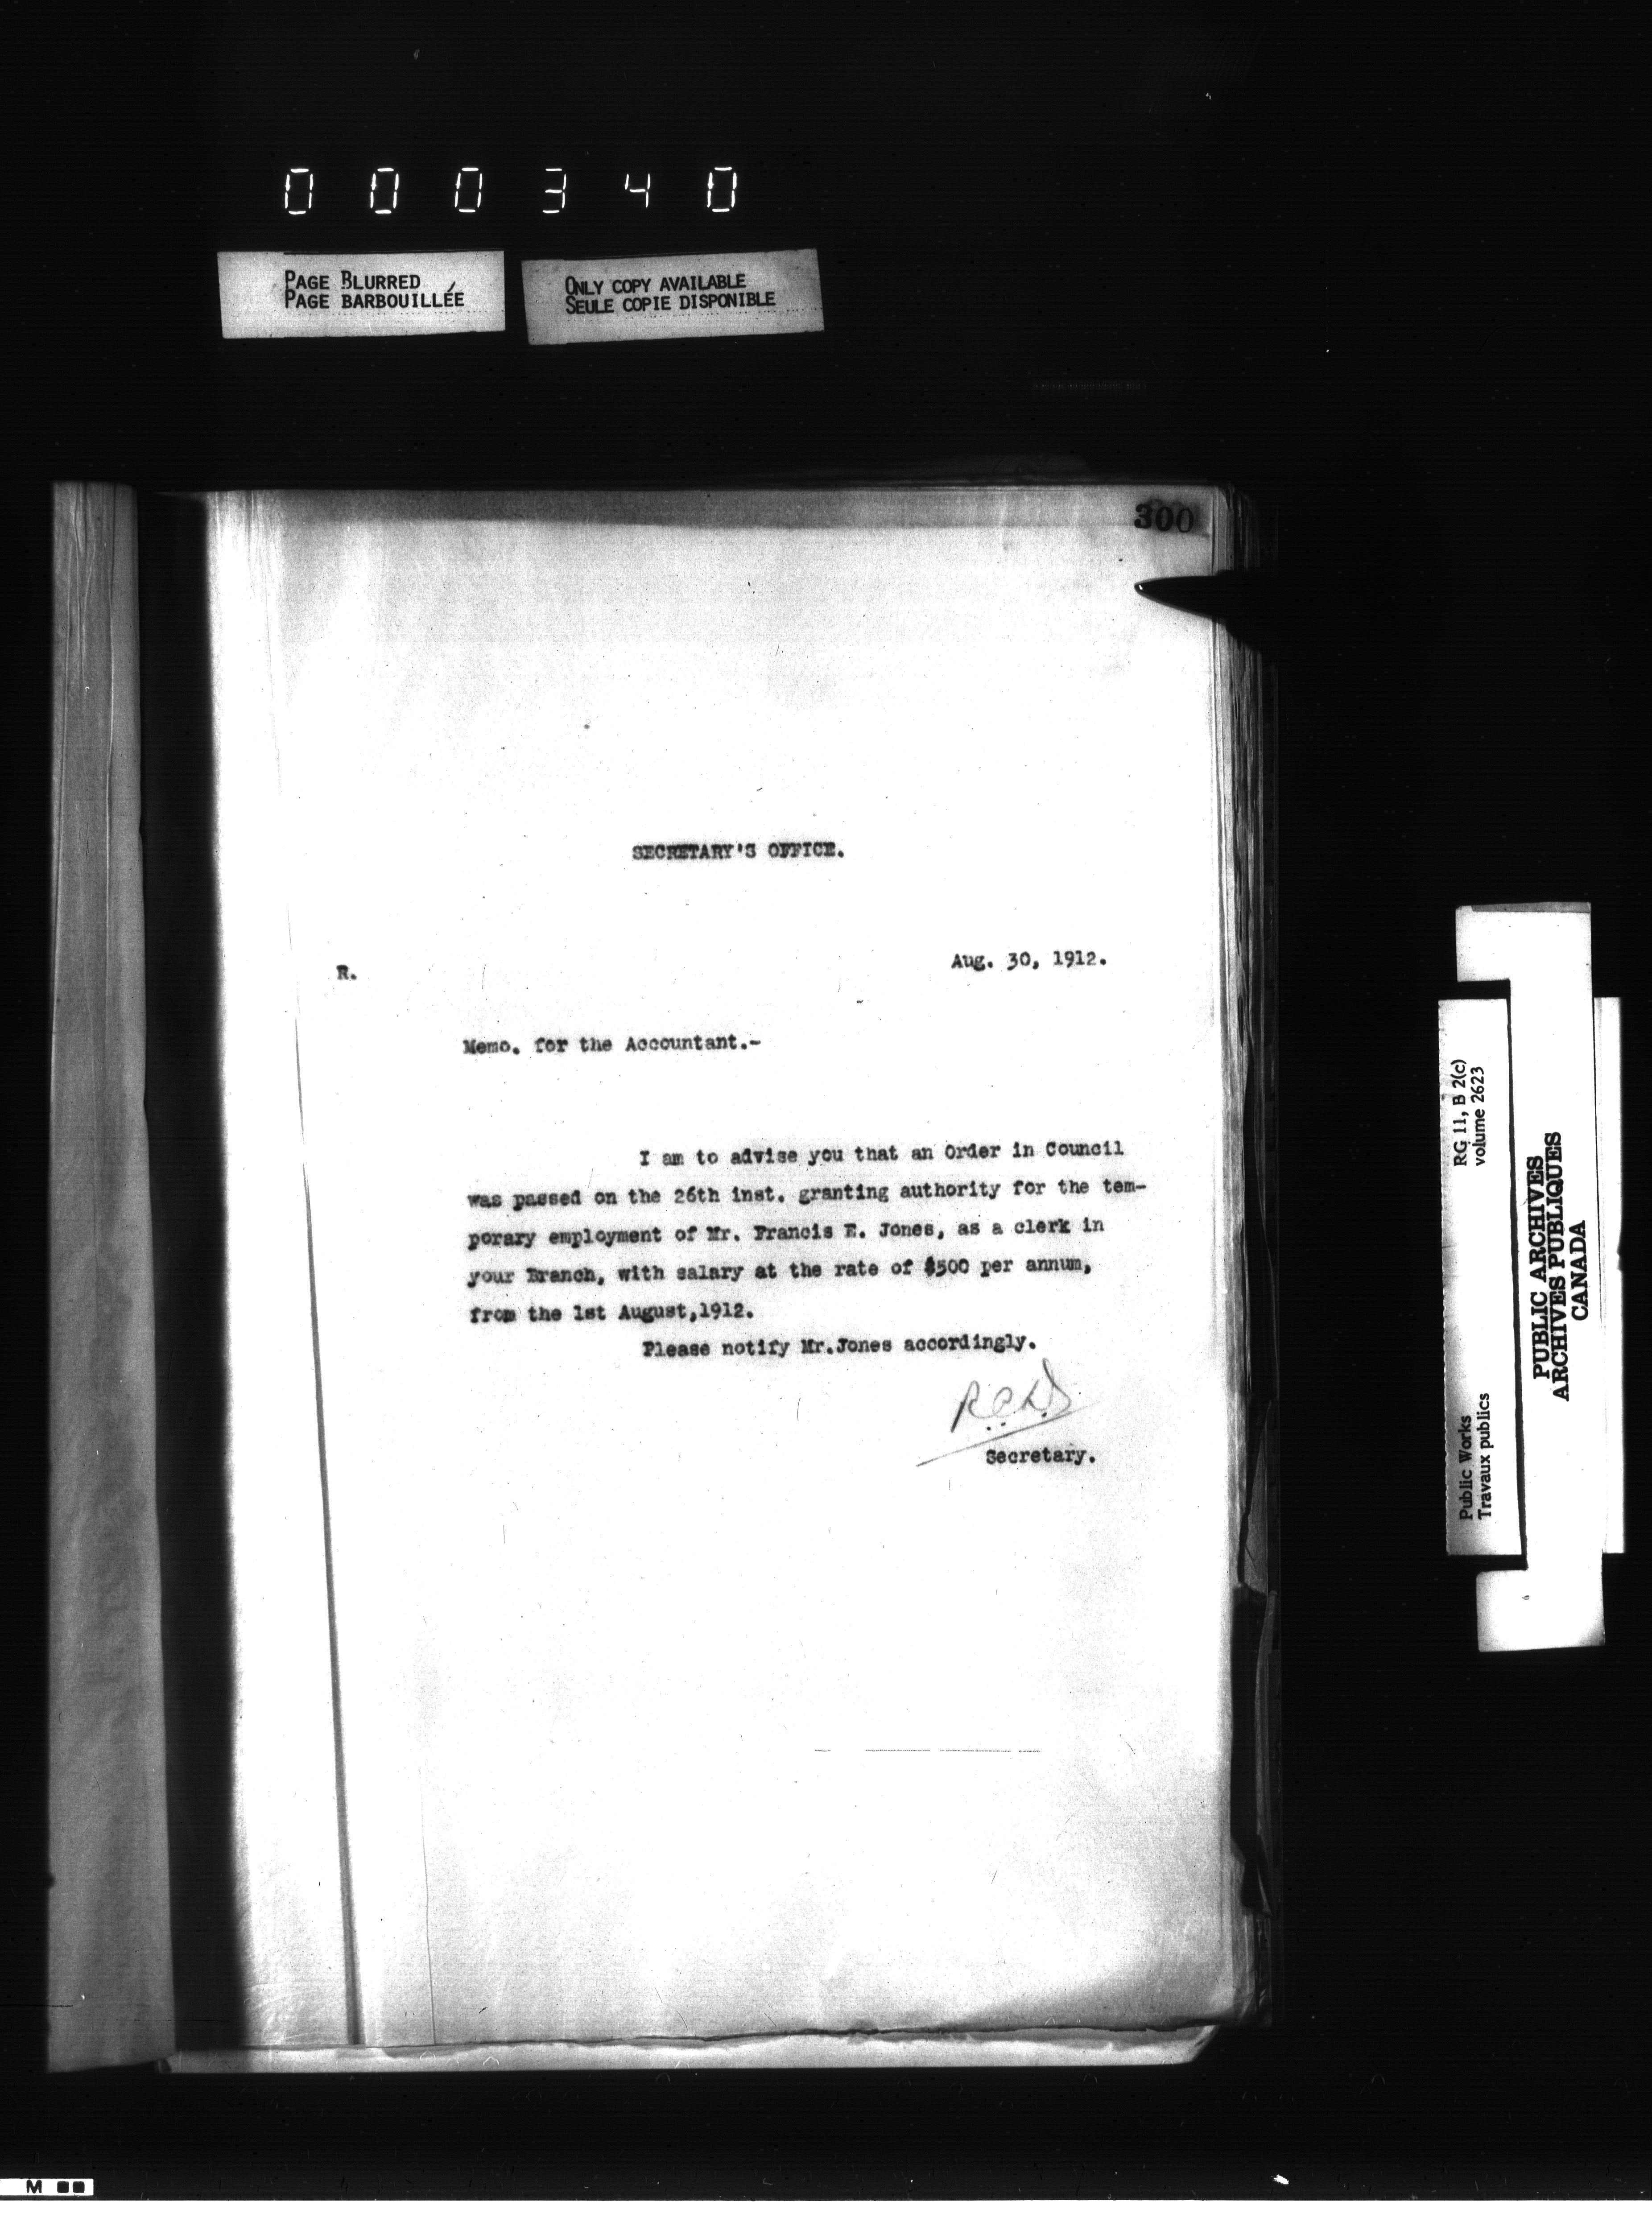 000340
PAGE BLURRED
PAGE BARBOUILLÉE
ONLY COPY AVAILABLE
SEULE COPIE DISPONIBLE
300
SECRETARY'S OFFICE.
R.
Aug. 30, 1912.
Memo. for the Accountant.-
I am to advise you that an Order in Council
was passed on the 26th inst. granting authority for the tem-
porary employment of Mr. Francis E. Jones, as a clerk in
your Branch, with salary at the rate of $500 per annum,
from the 1st August,1912.
Please notify Mr.Jones accordingly.
Secretary.
RG 11, B 2(c)
volume 2623
Public Works
Travaux publics
PUBLIC ARCHIVES
ARCHIVES PUBLIQUES
CANADA
M